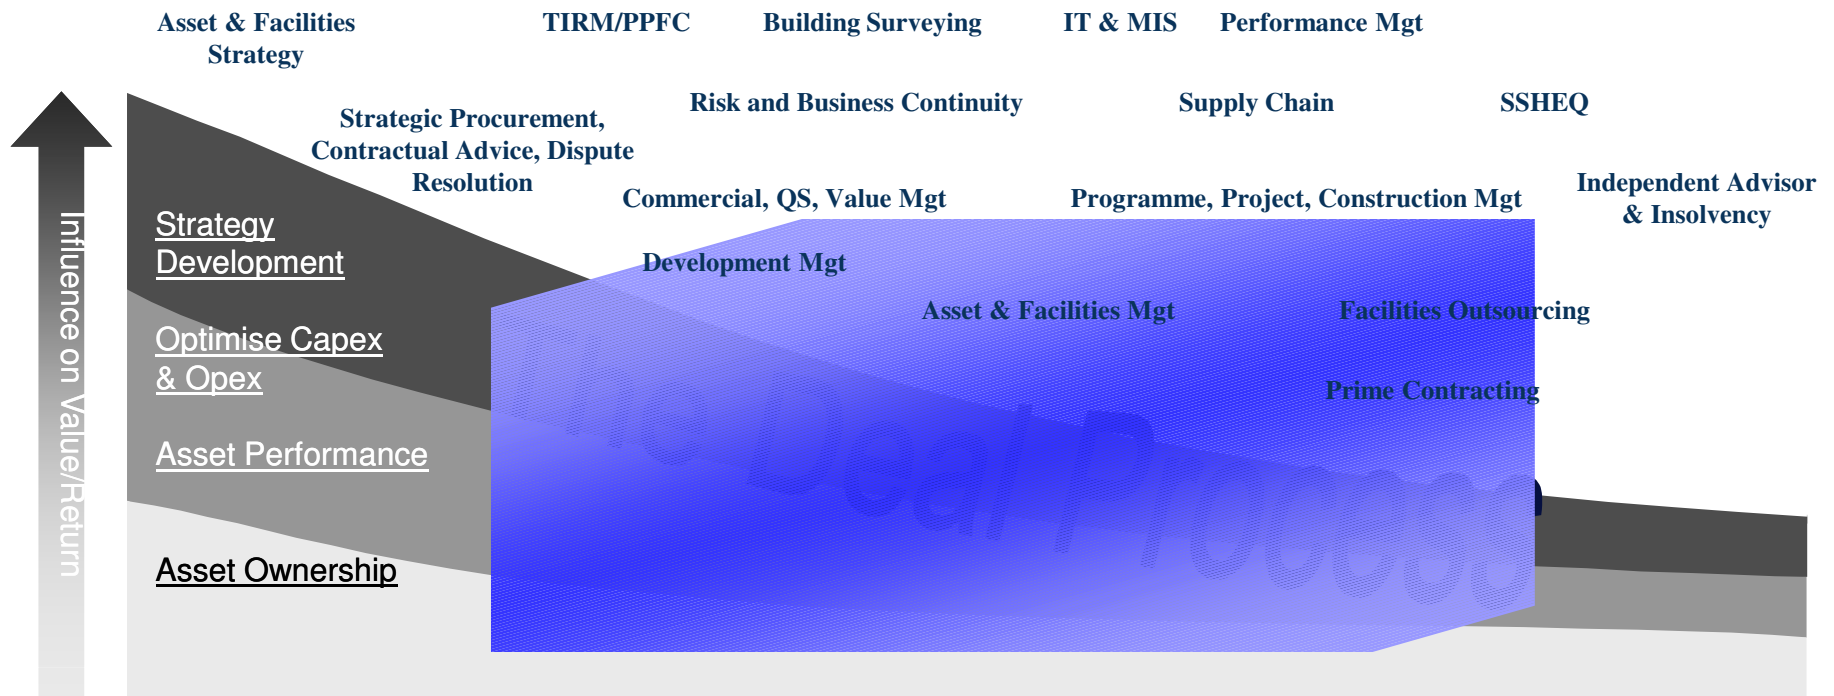 Asset & Facilities
Strategy
TIRM/PPFC
Building Surveying
IT & MIS
Performance Mgt
Risk and Business Continuity
Supply Chain
SSHEQ
Strategic Procurement,
Contractual Advice, Dispute
Resolution
Commercial, QS, Value Mgt
Programme, Project, Construction Mgt
Independent Advisor
& Insolvency
Strategy
Development
Development Mgt
Asset & Facilities Mgt
Facilities Outsourcing
Optimise Capex
& Opex
Prime Contracting
Asset Performance
Asset Ownership
The Deal Process
Influence on Value/Return